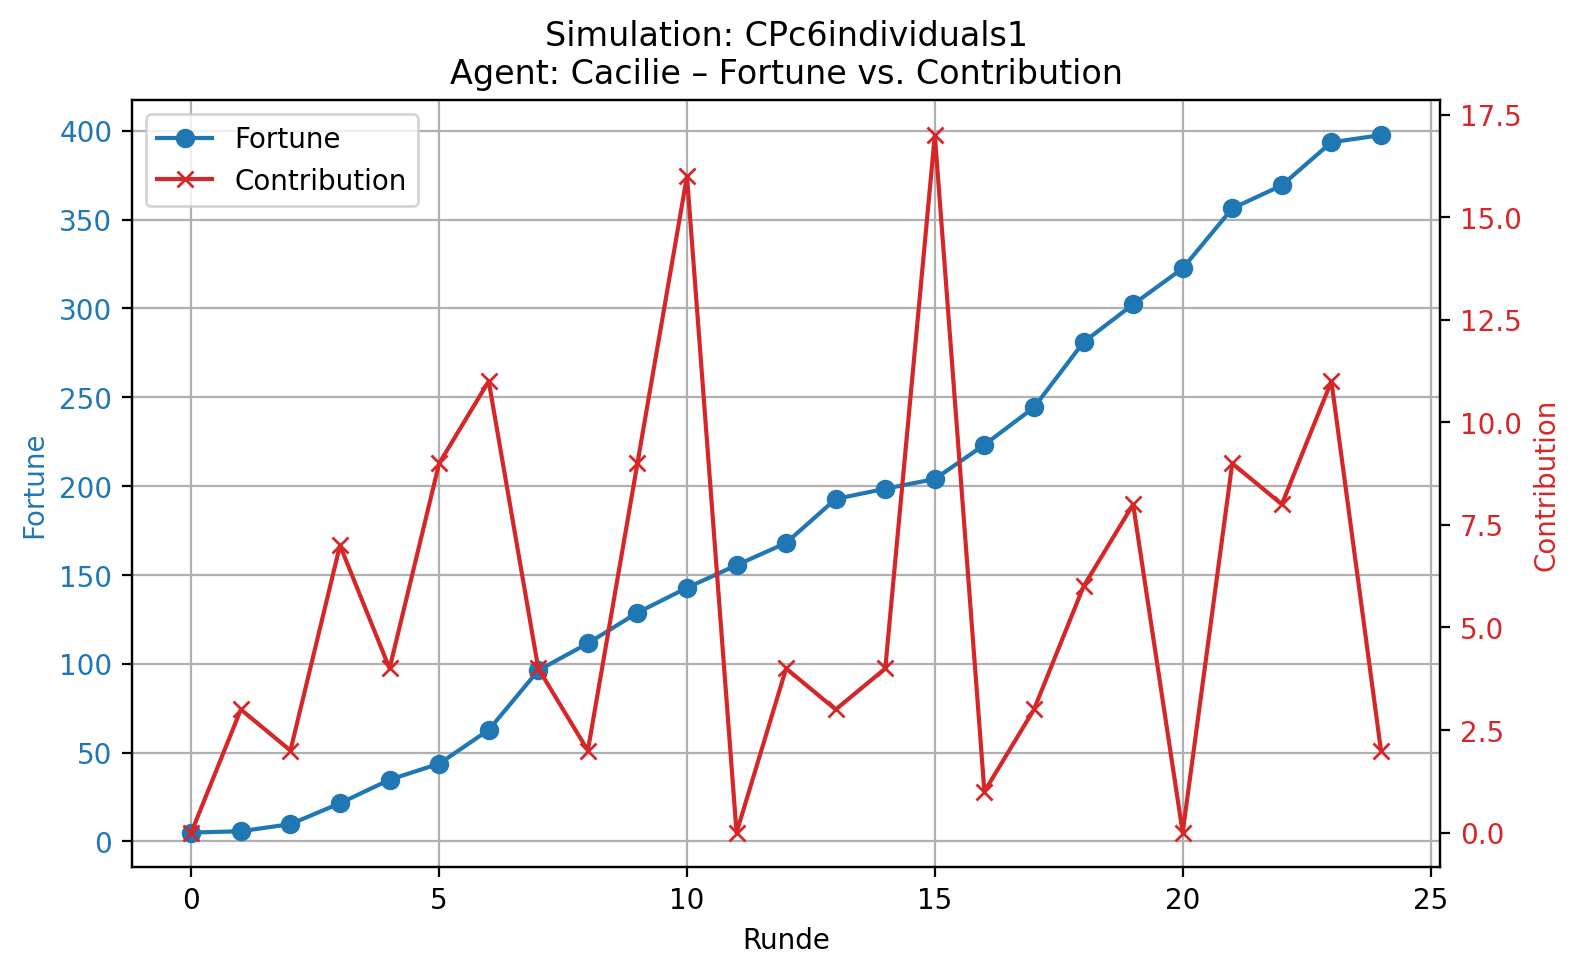 Simulation: CPc6individuals1
Agent: Cacilie – Fortune vs. Contribution
Fortune
Contribution
400
350
300
250
200
150
100
50
0
Fortune
17.5
15.0
12.5
10.0
7.5
5.0
2.5
0.0
Contribution
0 5 10 15 20 25
Runde